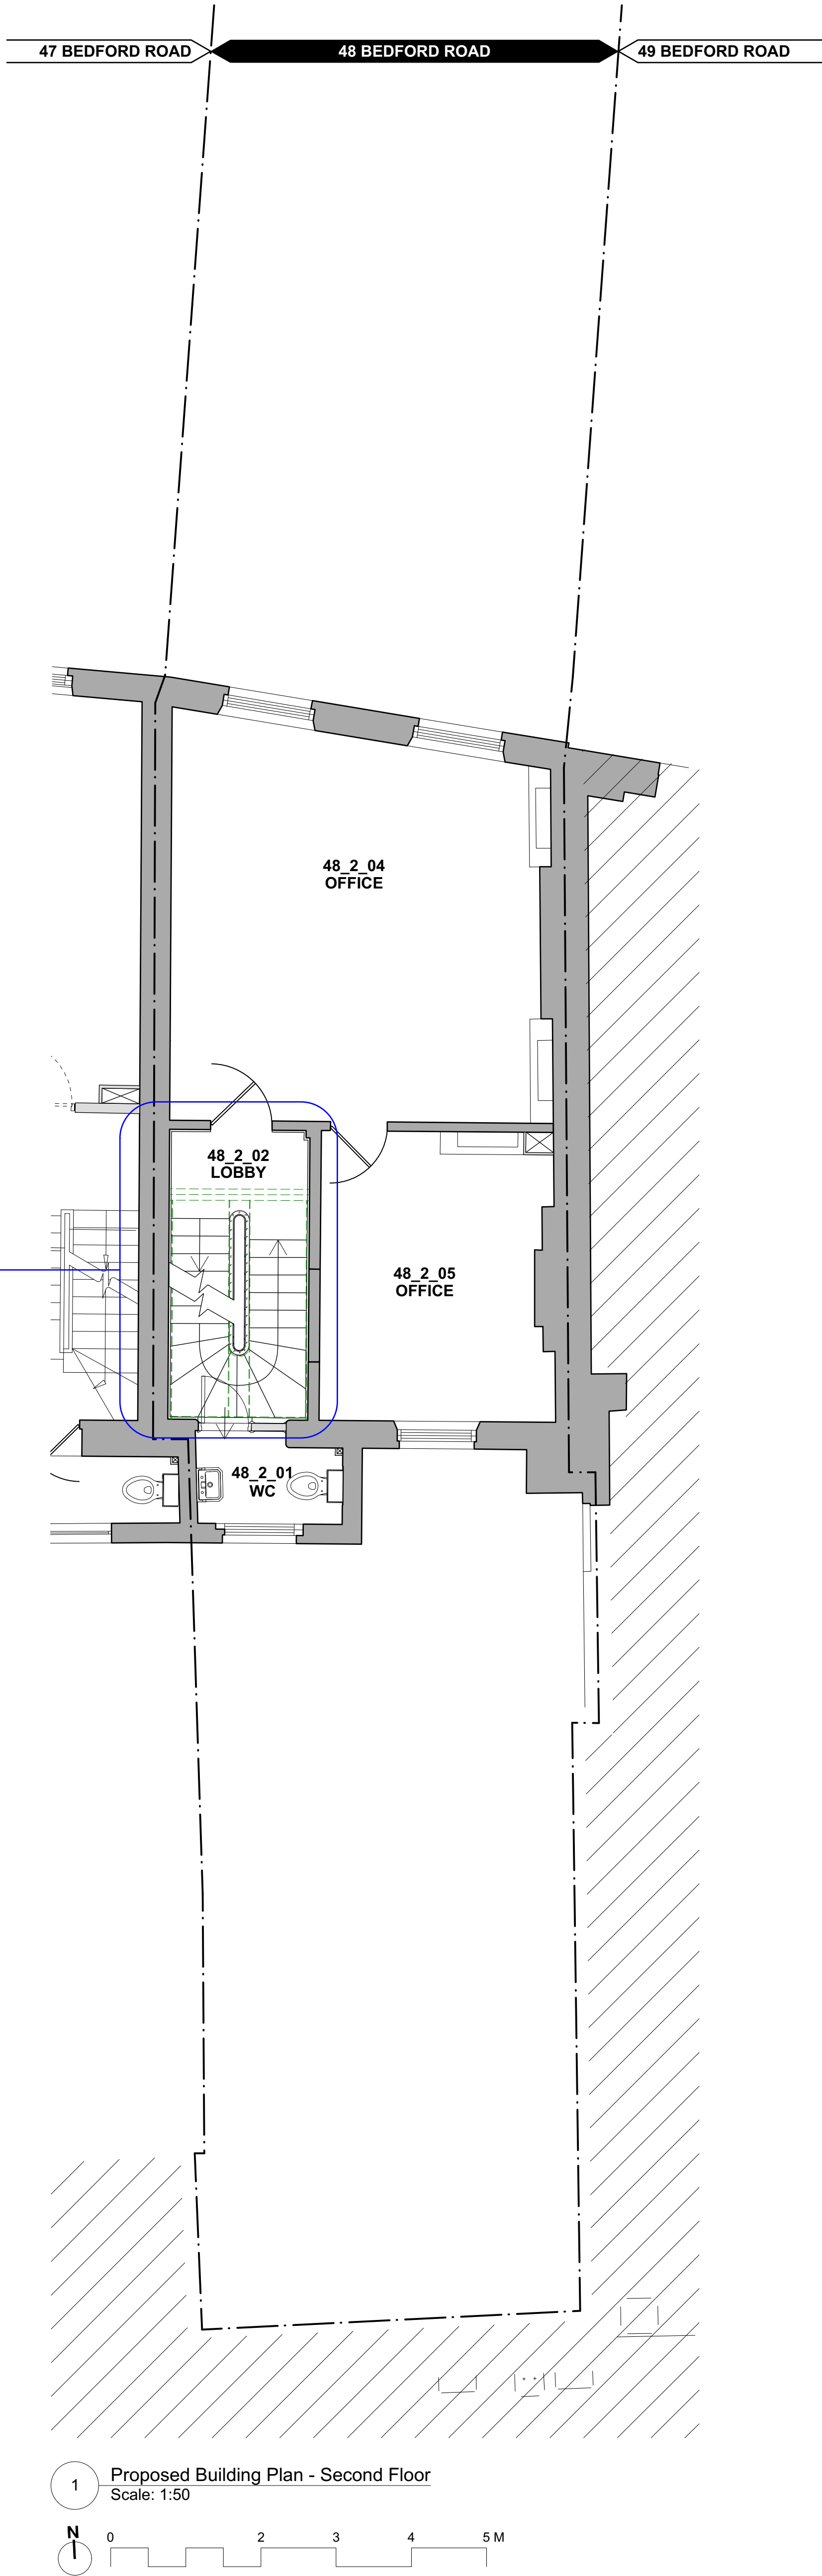 47 BEDFORD ROAD
48 BEDFORD ROAD
49 BEDFORD ROAD
48_2_04
OFFICE
48_2_02
LOBBY
48_2_05
OFFICE
48_2_01
WC
1
Proposed Building Plan - Second Floor
Scale: 1:50
N
0 2 3 4 5 M